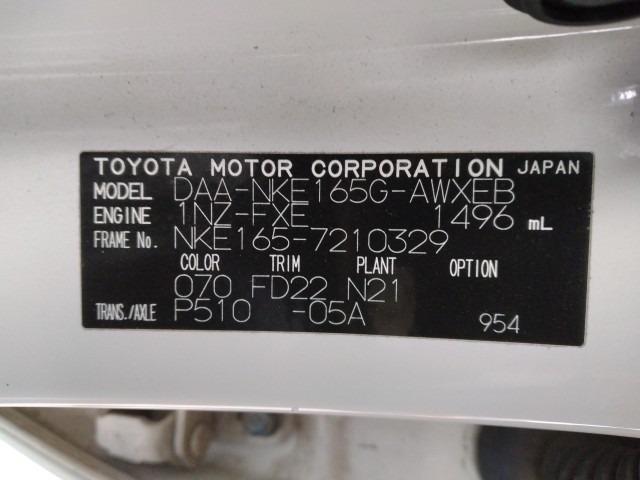 TOYOTA MOTOR CORPORATION JAPAN
MODEL DAA-NKE165G-AWXEB
ENGINE 1NZ-FXE 1496 mL
FRAME No. NKE165-7210329
COLOR TRIM PLANT OPTION
070 FD22 N21
TRANS./AXLE P510 -05A 954